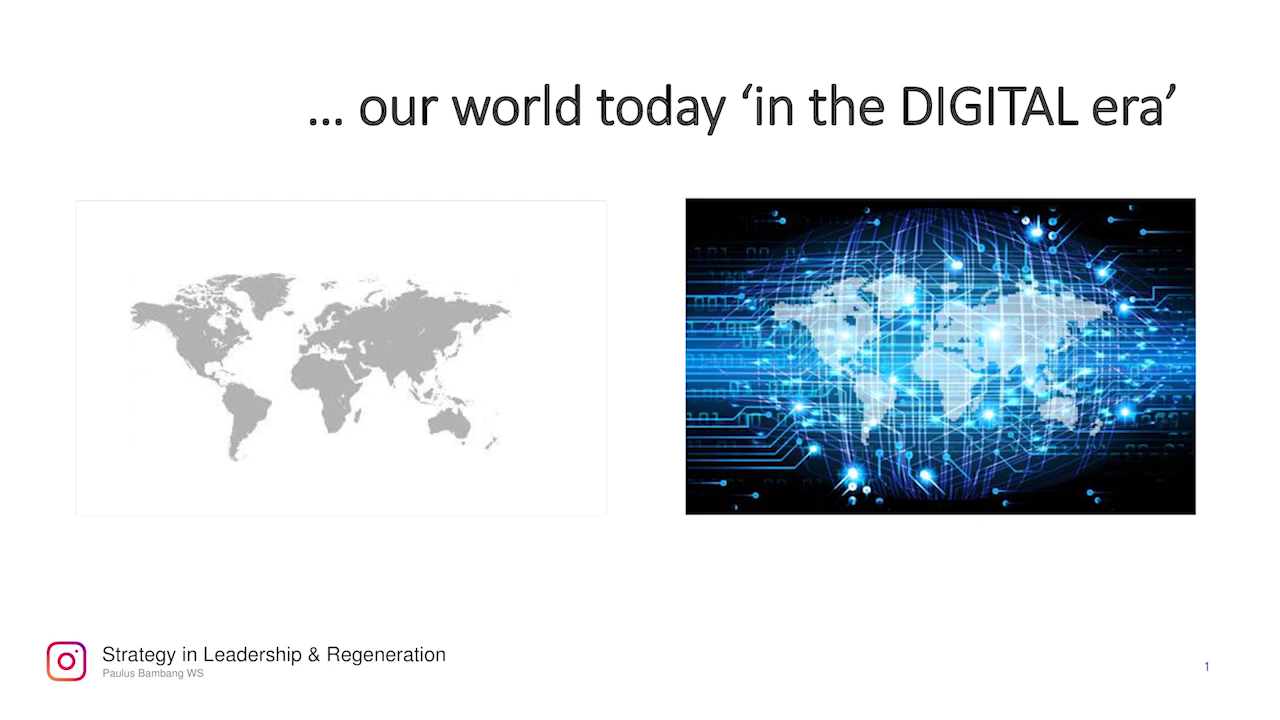 … our world today ‘in the DIGITAL era’
Strategy in Leadership & Regeneration
Paulus Bambang WS
1